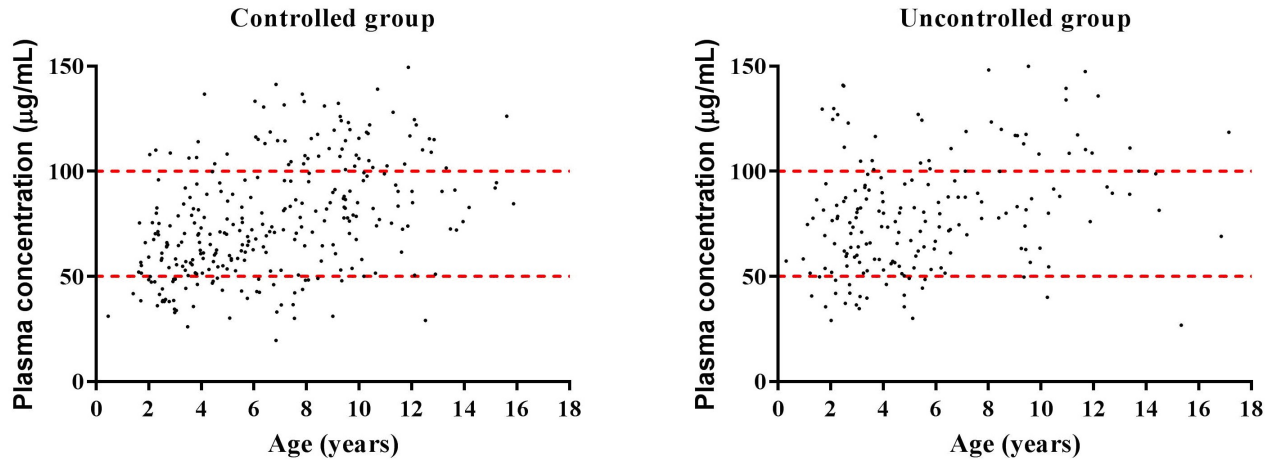 Controlled group
Plasma concentration (µg/mL)
150
100
50
0
0 2 4 6 8 10 12 14 16 18
Age (years)
Uncontrolled group
Plasma concentration (µg/mL)
150
100
50
0
0 2 4 6 8 10 12 14 16 18
Age (years)